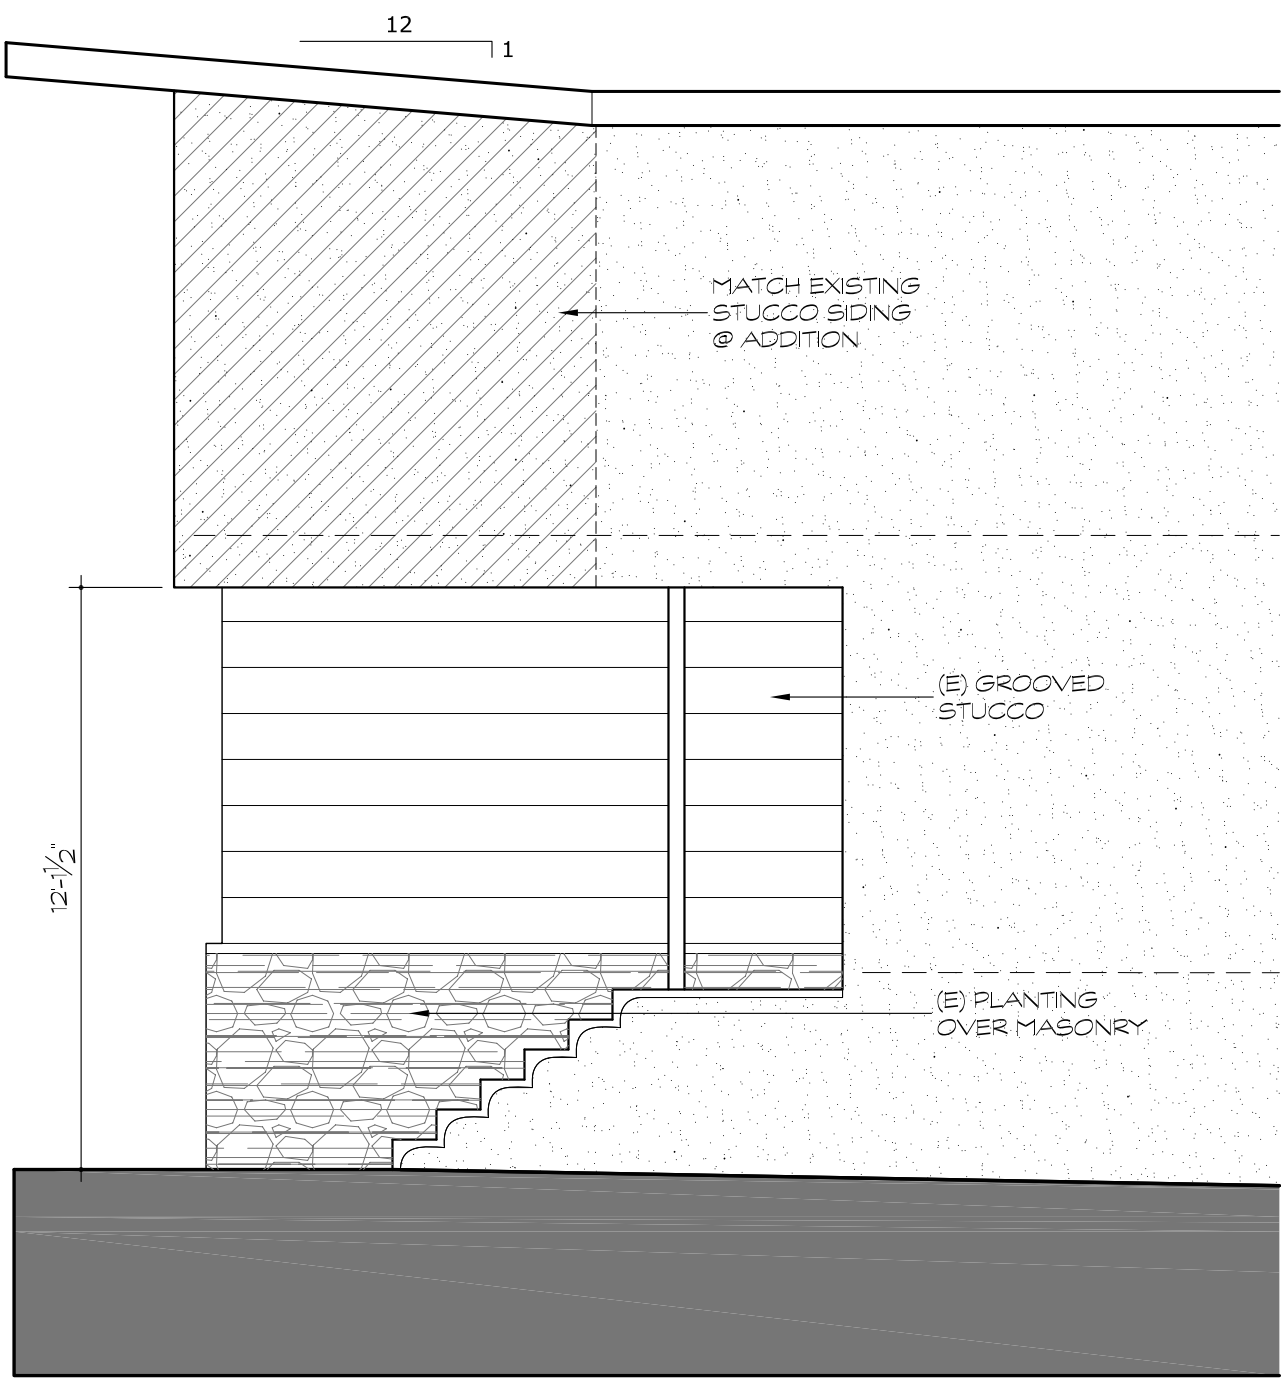 12
1
MATCH EXISTING
STUCCO SIDING
@ ADDITION
(E) GROOVED
STUCCO
12'-1½"
(E) PLANTING
OVER MASONRY